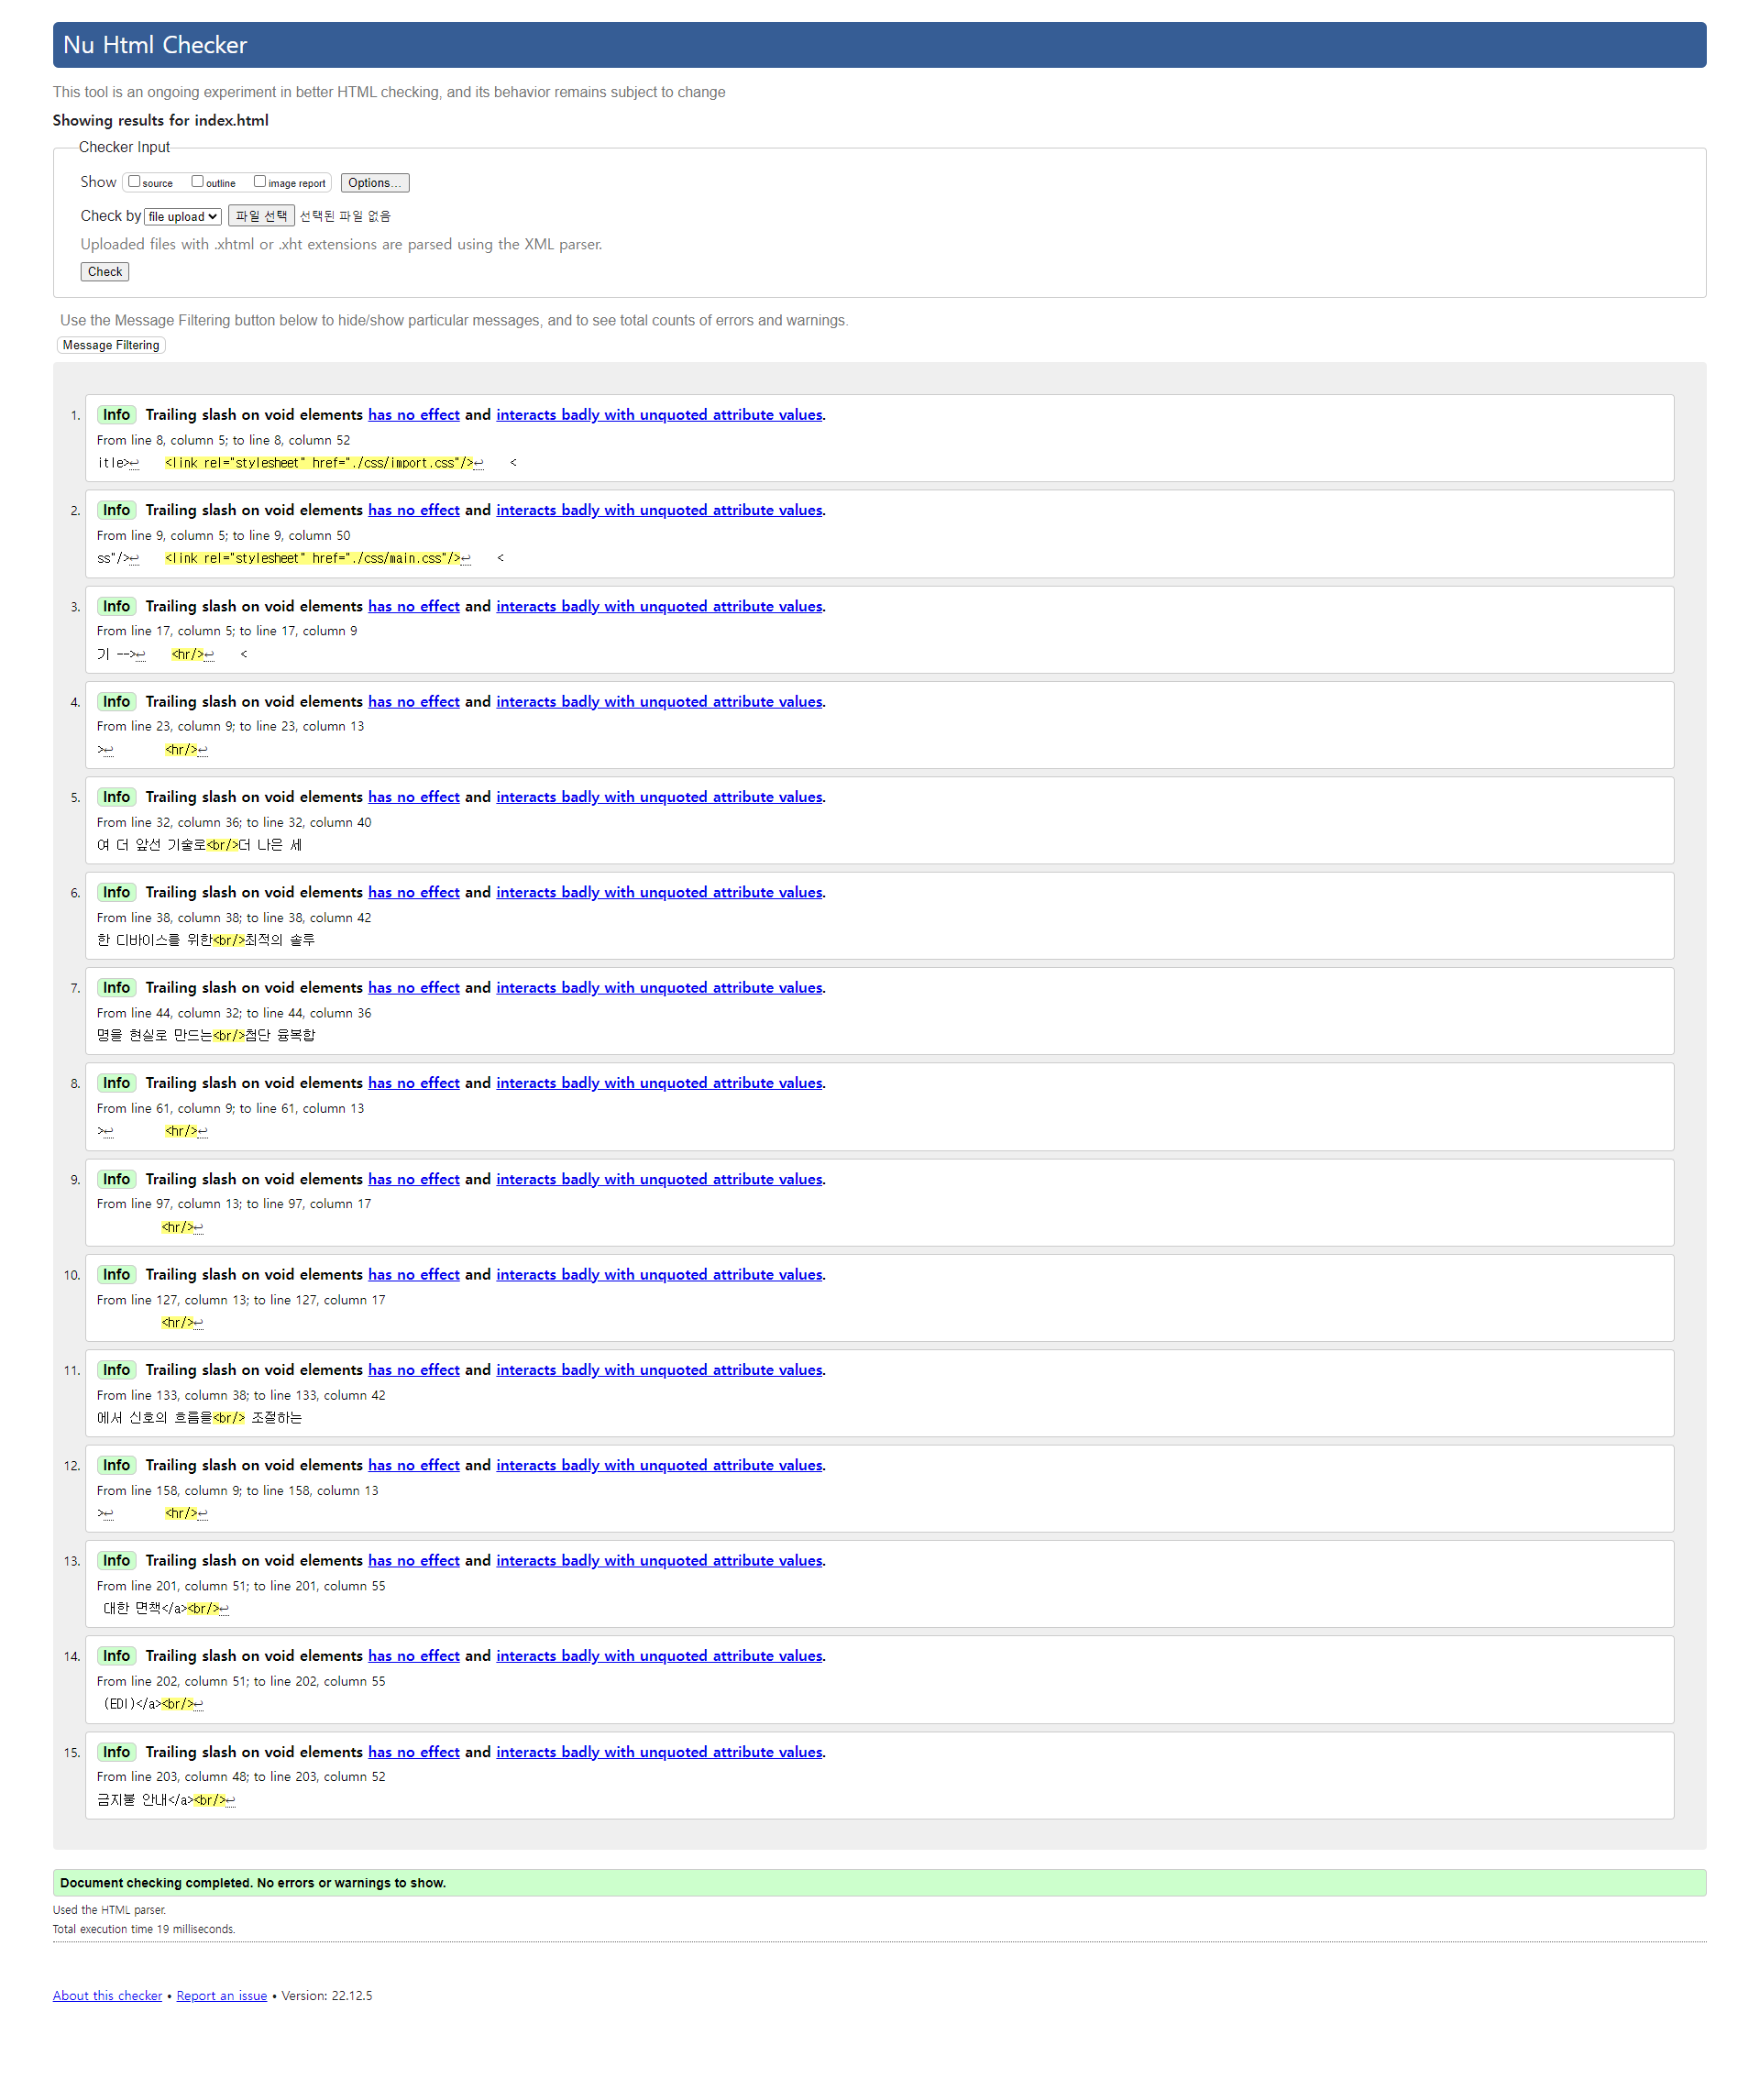 Nu Html Checker
This tool is an ongoing experiment in better HTML checking, and its behavior remains subject to change
Showing results for index.html
Checker Input
Show source outline image report Options...
Check by file upload 파일 선택 선택된 파일 없음
Uploaded files with .xhtml or .xht extensions are parsed using the XML parser.
Check
Use the Message Filtering button below to hide/show particular messages, and to see total counts of errors and warnings.
Message Filtering
1. Info Trailing slash on void elements has no effect and interacts badly with unquoted attribute values.
From line 8, column 5; to line 8, column 52
itle>↩    <link rel="stylesheet" href="./css/import.css"/>↩    <
2. Info Trailing slash on void elements has no effect and interacts badly with unquoted attribute values.
From line 9, column 5; to line 9, column 50
ss"/>↩    <link rel="stylesheet" href="./css/main.css"/>↩    <
3. Info Trailing slash on void elements has no effect and interacts badly with unquoted attribute values.
From line 17, column 5; to line 17, column 9
기 -->↩    <hr/>↩    <
4. Info Trailing slash on void elements has no effect and interacts badly with unquoted attribute values.
From line 23, column 9; to line 23, column 13
>↩        <hr/>↩
5. Info Trailing slash on void elements has no effect and interacts badly with unquoted attribute values.
From line 32, column 36; to line 32, column 40
여 더 앞선 기술로<br/>더 나은 세
6. Info Trailing slash on void elements has no effect and interacts badly with unquoted attribute values.
From line 38, column 38; to line 38, column 42
한 디바이스를 위한<br/>최적의 솔루
7. Info Trailing slash on void elements has no effect and interacts badly with unquoted attribute values.
From line 44, column 32; to line 44, column 36
명을 현실로 만드는<br/>첨단 융복합
8. Info Trailing slash on void elements has no effect and interacts badly with unquoted attribute values.
From line 61, column 9; to line 61, column 13
>↩        <hr/>↩
9. Info Trailing slash on void elements has no effect and interacts badly with unquoted attribute values.
From line 97, column 13; to line 97, column 17
<hr/>↩
10. Info Trailing slash on void elements has no effect and interacts badly with unquoted attribute values.
From line 127, column 13; to line 127, column 17
<hr/>↩
11. Info Trailing slash on void elements has no effect and interacts badly with unquoted attribute values.
From line 133, column 38; to line 133, column 42
에서 신호의 흐름을<br/> 조절하는
12. Info Trailing slash on void elements has no effect and interacts badly with unquoted attribute values.
From line 158, column 9; to line 158, column 13
>↩        <hr/>↩
13. Info Trailing slash on void elements has no effect and interacts badly with unquoted attribute values.
From line 201, column 51; to line 201, column 55
대한 면책</a><br/>↩
14. Info Trailing slash on void elements has no effect and interacts badly with unquoted attribute values.
From line 202, column 51; to line 202, column 55
(EDI)</a><br/>↩
15. Info Trailing slash on void elements has no effect and interacts badly with unquoted attribute values.
From line 203, column 48; to line 203, column 52
금지불 안내</a><br/>↩
Document checking completed. No errors or warnings to show.
Used the HTML parser.
Total execution time 19 milliseconds.
About this checker • Report an issue • Version: 22.12.5